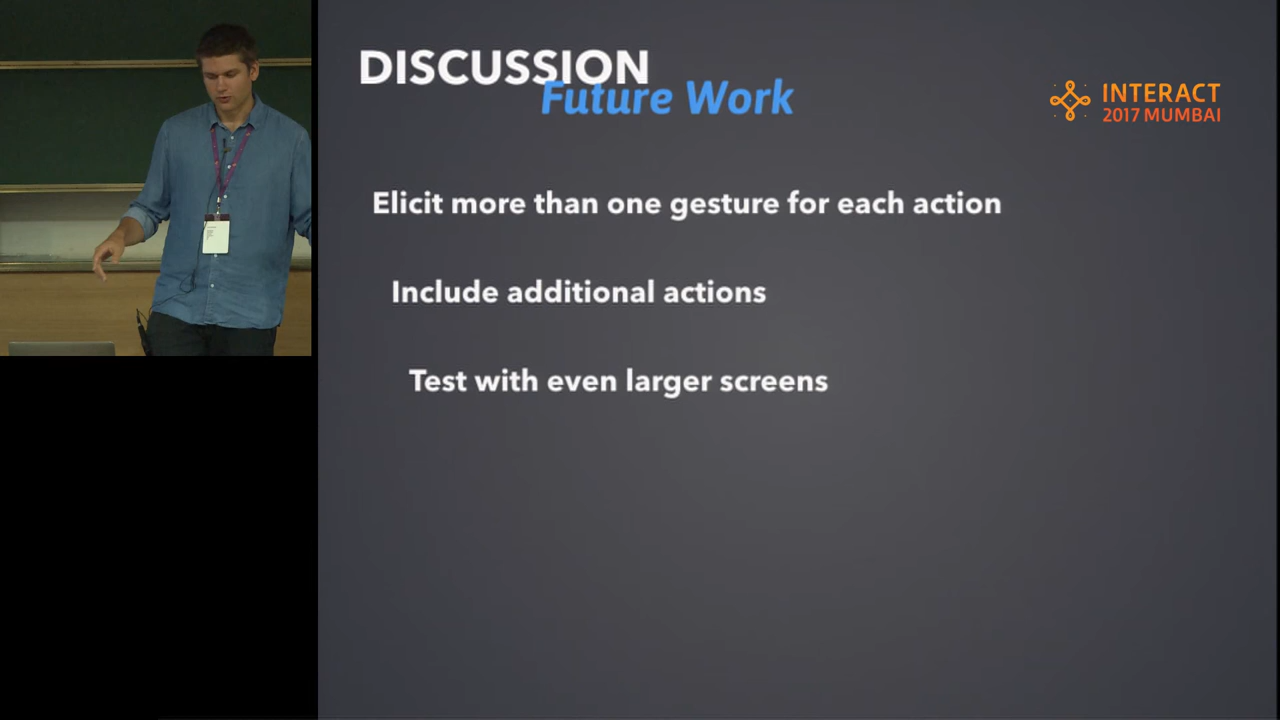 DISCUSSION
Future Work
INTERACT
2017 MUMBAI
Elicit more than one gesture for each action
Include additional actions
Test with even larger screens